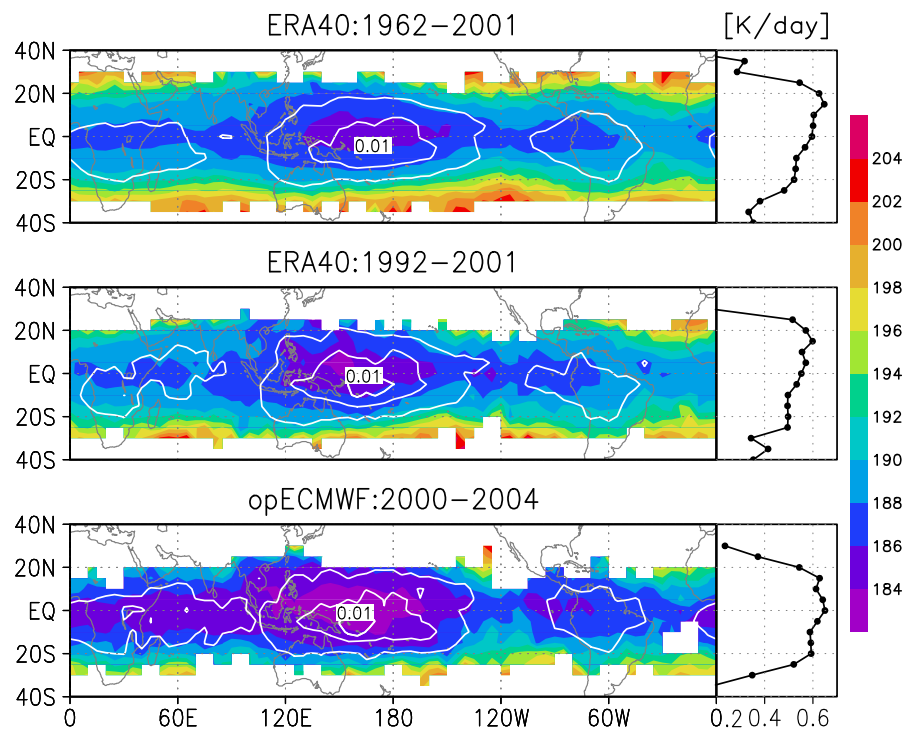 ERA40:1962−2001 [K/day]
40N
20N
EQ 0.01
20S
40S
ERA40:1992−2001
40N
20N
EQ 0.01
20S
40S
opECMWF:2000−2004
40N
20N
EQ 0.01
20S
40S
0 60E 120E 180 120W 60W 0.2 0.4 0.6
204
202
200
198
196
194
192
190
188
186
184